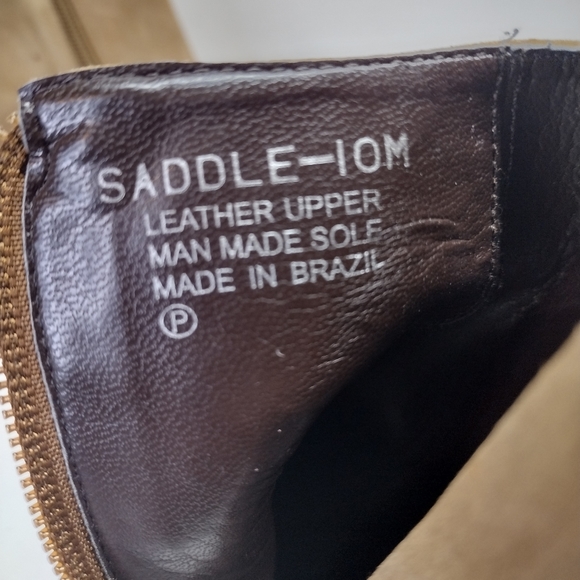 SADDLE-10M
LEATHER UPPER
MAN MADE SOLE
MADE IN BRAZIL
Ⓟ